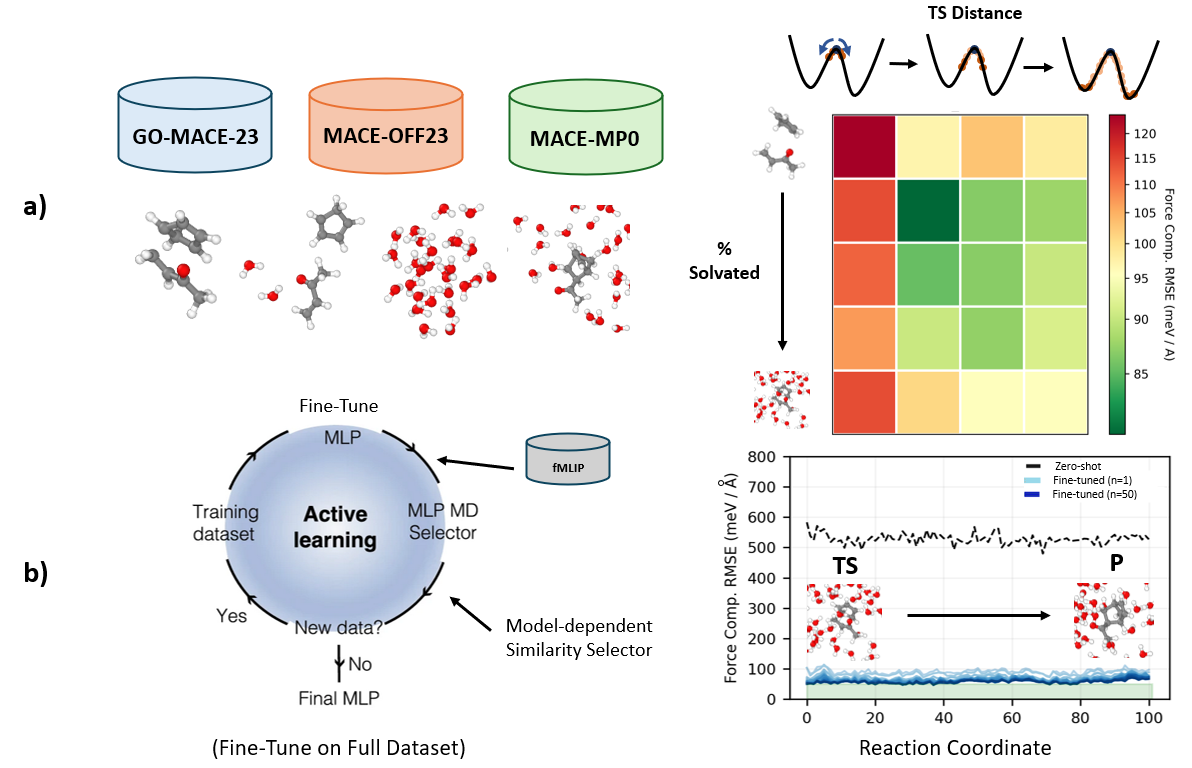 TS Distance
GO-MACE-23
MACE-OFF23
MACE-MP0
a)
%
Solvated
120
115
110
105
100
95
90
85
Force Comp. RMSE (meV / A)
b)
Fine-Tune
MLP
fMLIP
MLP MD
Selector
Training
dataset
Active
learning
Yes
New data?
No
Final MLP
Model-dependent
Similarity Selector
(Fine-Tune on Full Dataset)
800
700
600
500
400
300
200
100
0
Force Comp. RMSE (meV / Å)
Zero-shot
Fine-tuned (n=1)
Fine-tuned (n=50)
TS
P
0 20 40 60 80 100
Reaction Coordinate